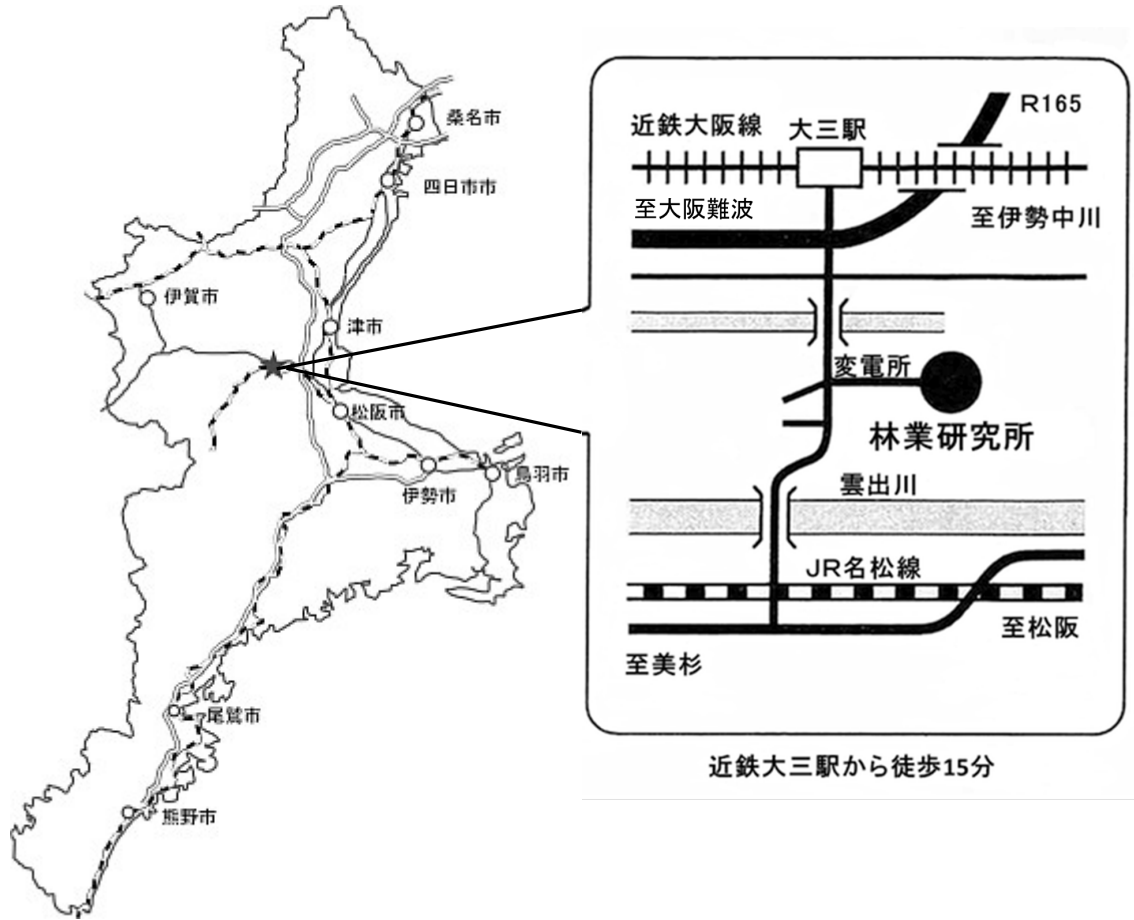 桑名市
四日市市
伊賀市
津市
松阪市
伊勢市
鳥羽市
尾鷲市
熊野市
R165
近鉄大阪線
大三駅
至大阪難波
至伊勢中川
変電所
林業研究所
雲出川
JR名松線
至松阪
至美杉
近鉄大三駅から徒歩15分